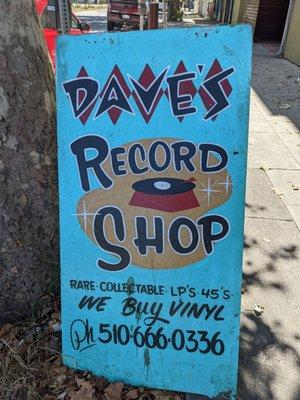 DAVE'S
RECORD
SHOP
RARE · COLLECTABLE · LP'S · 45'S ·
WE BUY VINYL
Ph 510·666·0336